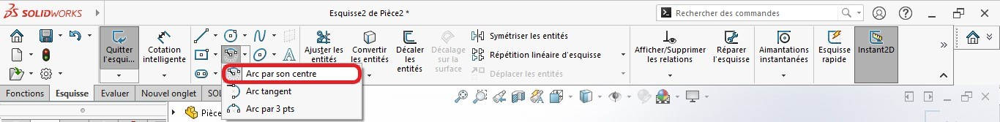 SOLIDWORKS
Esquisse2 de Pièce2 *
Rechercher des commandes
Quitter l'esqui...
Cotation intelligente
Ajuster les entités
Convertir les entités
Décaler les entités
Décalage sur la surface
Symétriser les entités
Répétition linéaire d'esquisse
Déplacer les entités
Afficher/Supprimer les relations
Réparer l'esquisse
Aimantations instantanées
Esquisse rapide
Instant2D
Arc par son centre
Arc tangent
Arc par 3 pts
Fonctions
Esquisse
Evaluer
Nouvel onglet
SOL
Pièce